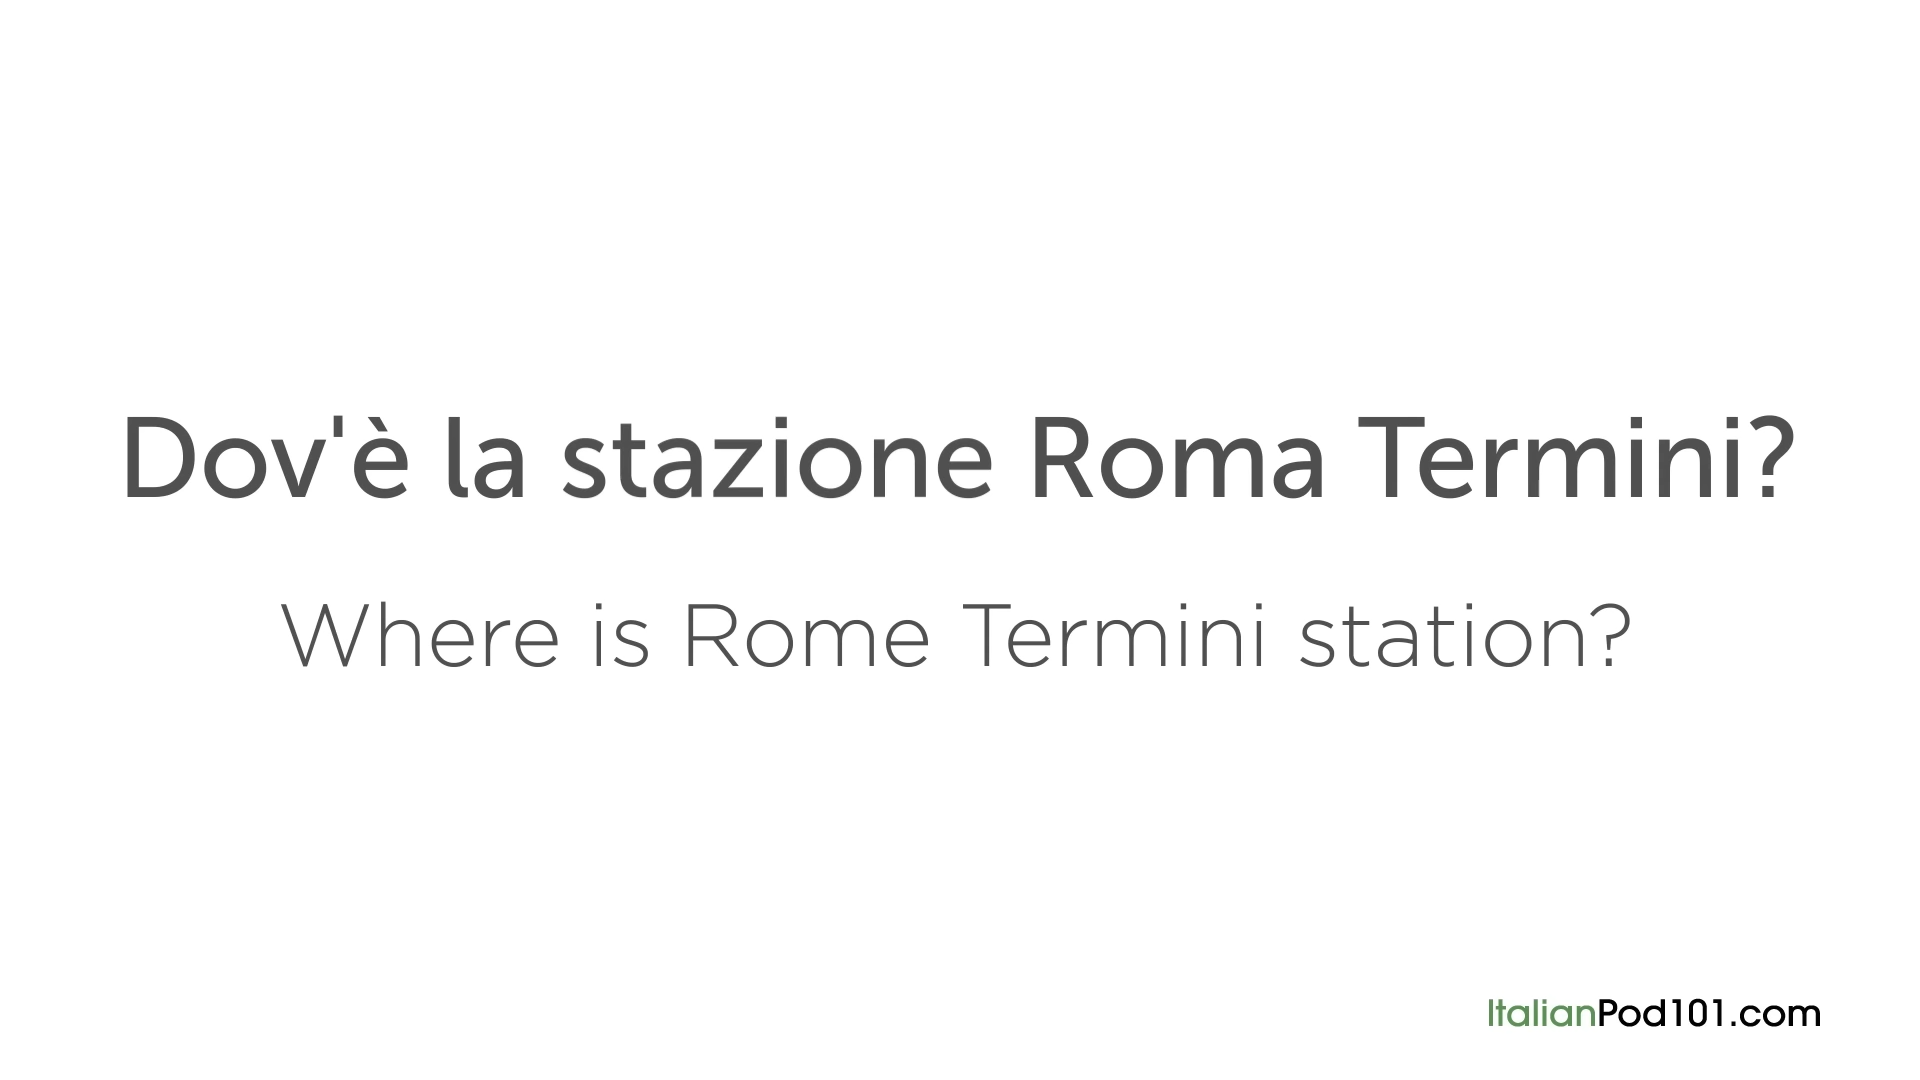 Dov'è la stazione Roma Termini?
Where is Rome Termini station?
ItalianPod101.com